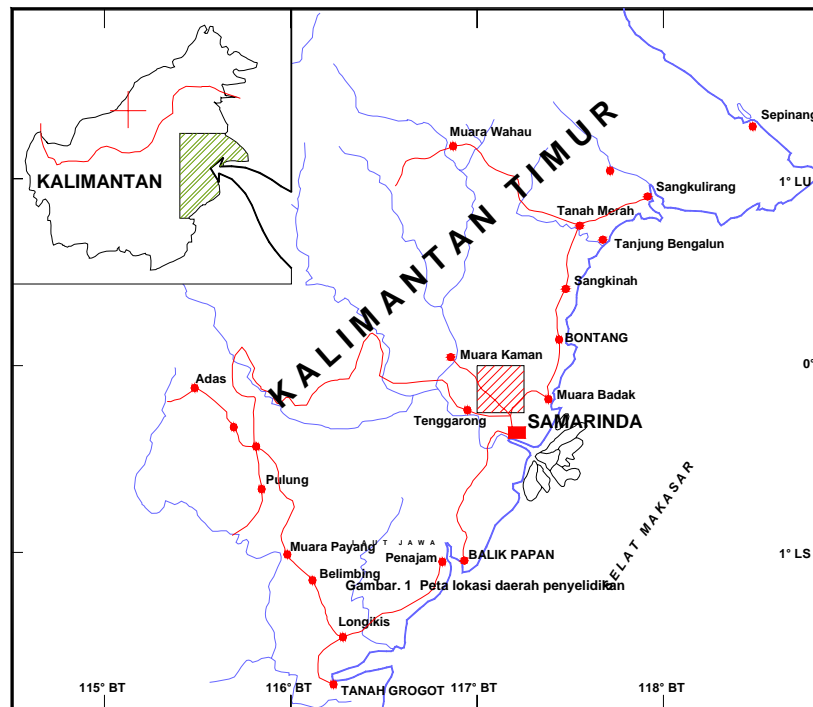 Sepinang
Muara Wahau
KALIMANTAN
1° LU
Sangkulirang
KALIMANTAN TIMUR
Tanah Merah
Tanjung Bengalun
Sangkinah
BONTANG
Muara Kaman
0°
Adas
Muara Badak
Tenggarong
SAMARINDA
Pulung
SELAT MAKASAR
LAUT JAWA
Muara Payang
Penajam
BALIK PAPAN
1° LS
Belimbing
Gambar. 1 Peta lokasi daerah penyelidikan
Longikis
115° BT
116° BT
TANAH GROGOT
117° BT
118° BT